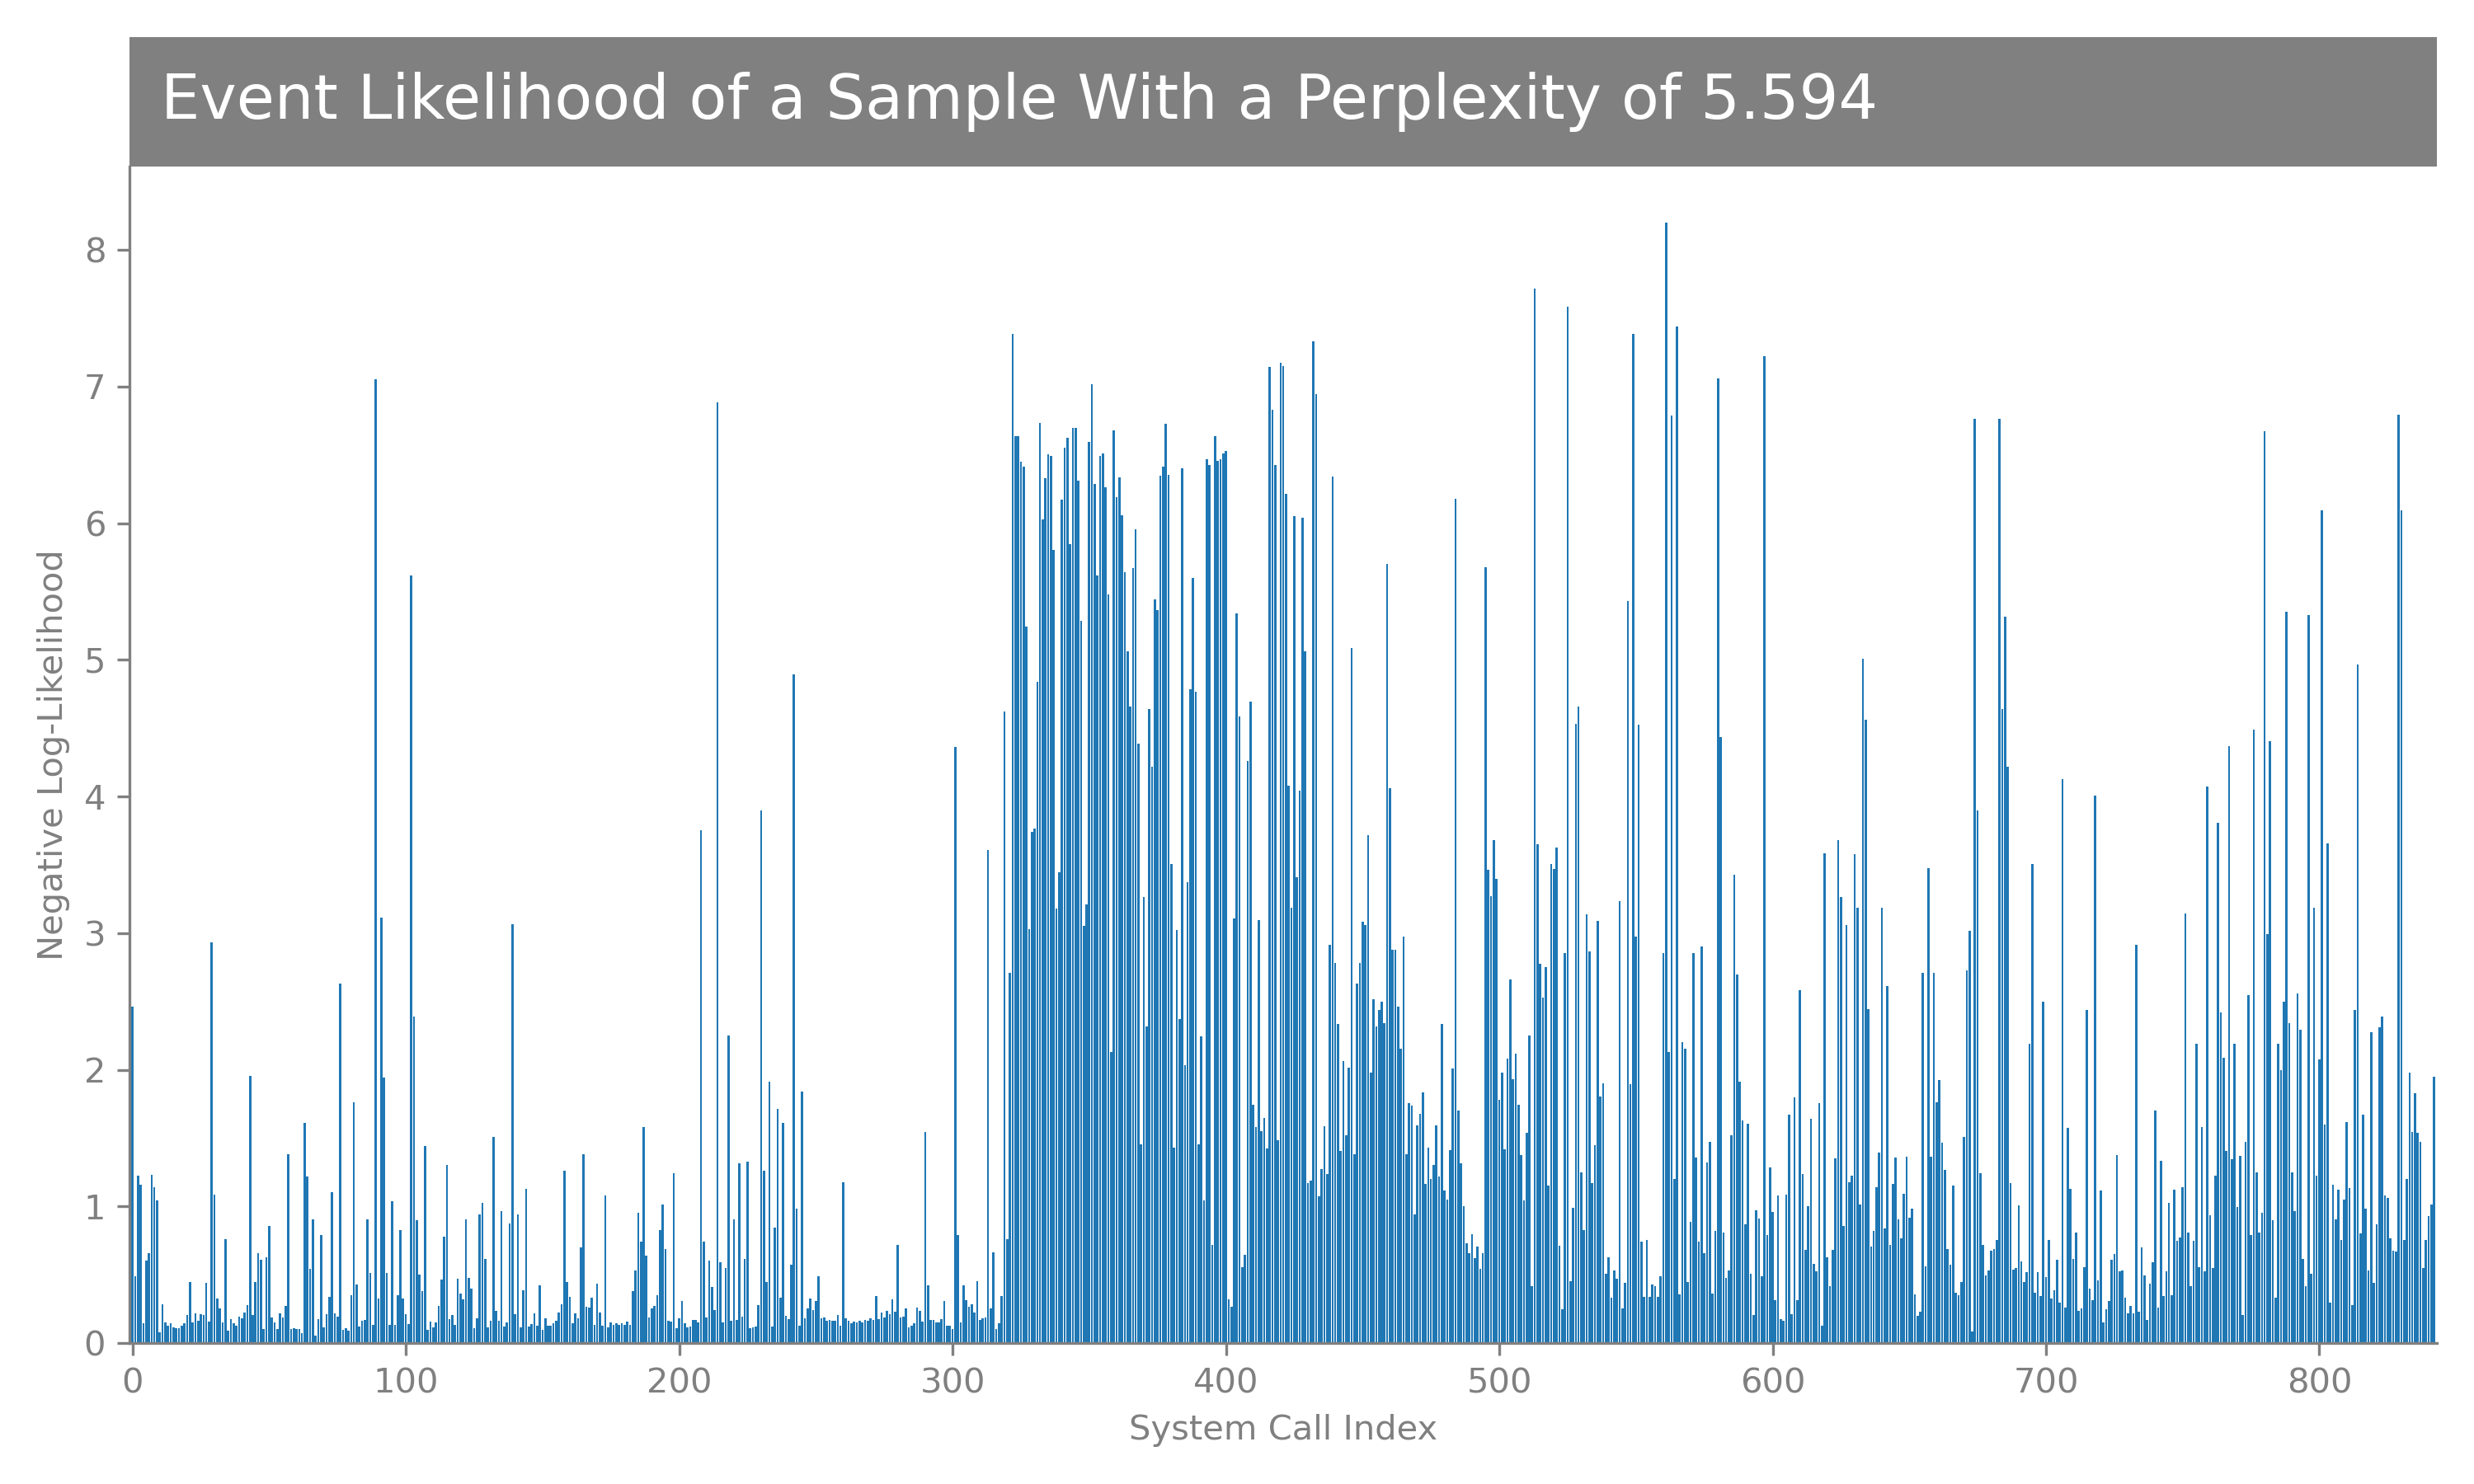 Event Likelihood of a Sample With a Perplexity of 5.594
8
7
6
5
4
3
2
1
0
Negative Log-Likelihood
0 100 200 300 400 500 600 700 800
System Call Index